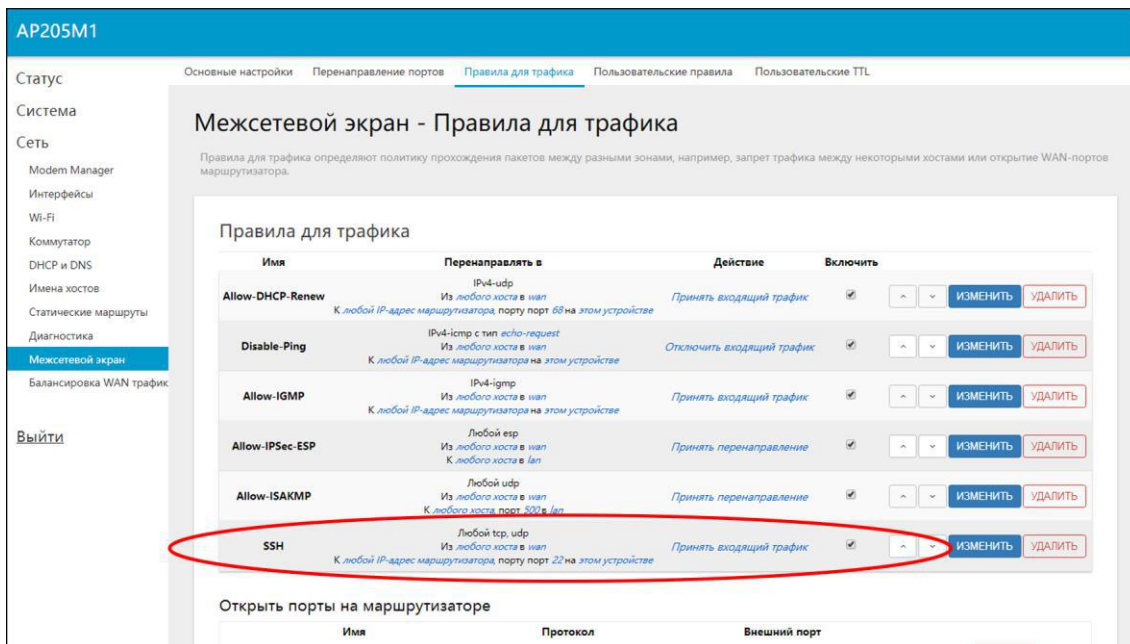 AP205M1
Статус
Система
Сеть
Modem Manager
Интерфейсы
Wi-Fi
Коммутатор
DHCP и DNS
Имена хостов
Статические маршруты
Диагностика
Межсетевой экран
Балансировка WAN трафик
Выйти
Основные настройки Перенаправление портов Правила для трафика Пользовательские правила Пользовательские TTL
Межсетевой экран - Правила для трафика
Правила для трафика определяют политику прохождения пакетов между разными зонами, например, запрет трафика между некоторыми хостами или открытие WAN-портов
маршрутизатора.
Правила для трафика
Имя Перенаправлять в Действие Включить
IPv4-udp
Allow-DHCP-Renew Из любого хоста в wan Принять входящий трафик ИЗМЕНИТЬ УДАЛИТЬ
К любой IP-адрес маршрутизатора, порту порт 68 на этом устройстве
IPv4-icmp с тип echo-request
Disable-Ping Из любого хоста в wan Отключить входящий трафик ИЗМЕНИТЬ УДАЛИТЬ
К любой IP-адрес маршрутизатора на этом устройстве
IPv4-igmp
Allow-IGMP Из любого хоста в wan Принять входящий трафик ИЗМЕНИТЬ УДАЛИТЬ
К любой IP-адрес маршрутизатора на этом устройстве
Любой esp
Allow-IPSec-ESP Из любого хоста в wan Принять перенаправление ИЗМЕНИТЬ УДАЛИТЬ
К любого хоста в lan
Любой udp
Allow-ISAKMP Из любого хоста в wan Принять перенаправление ИЗМЕНИТЬ УДАЛИТЬ
К любого хоста, порт 500 в lan
Любой tcp, udp
SSH Из любого хоста в wan Принять входящий трафик ИЗМЕНИТЬ УДАЛИТЬ
К любой IP-адрес маршрутизатора, порту порт 22 на этом устройстве
Открыть порты на маршрутизаторе
Имя Протокол Внешний порт